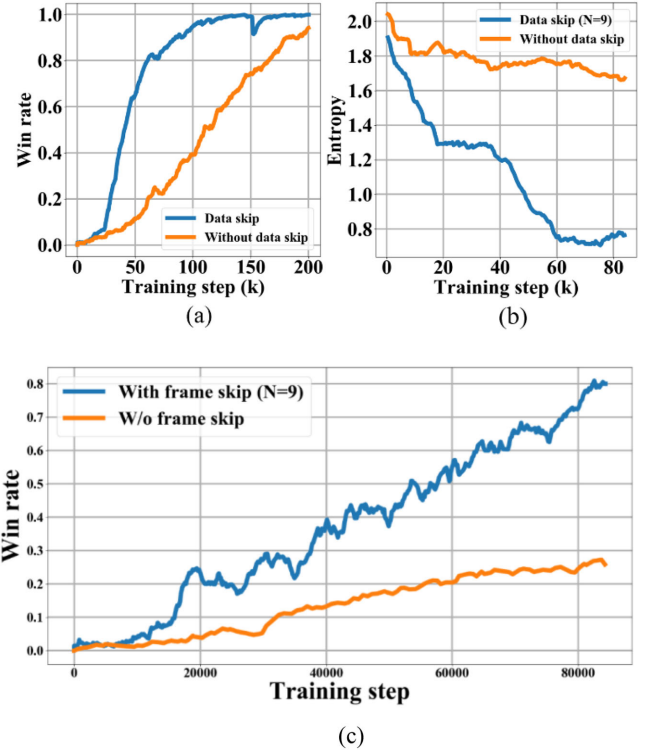 1.0
0.8
0.6
0.4
0.2
0.0
Win rate
Data skip
Without data skip
0 50 100 150 200
Training step (k)
(a)
2.0
1.8
1.6
1.4
1.2
1.0
0.8
Entropy
Data skip (N=9)
Without data skip
0 20 40 60 80
Training step (k)
(b)
0.8
0.7
0.6
0.5
0.4
0.3
0.2
0.1
0.0
Win rate
With frame skip (N=9)
W/o frame skip
0 20000 40000 60000 80000
Training step
(c)